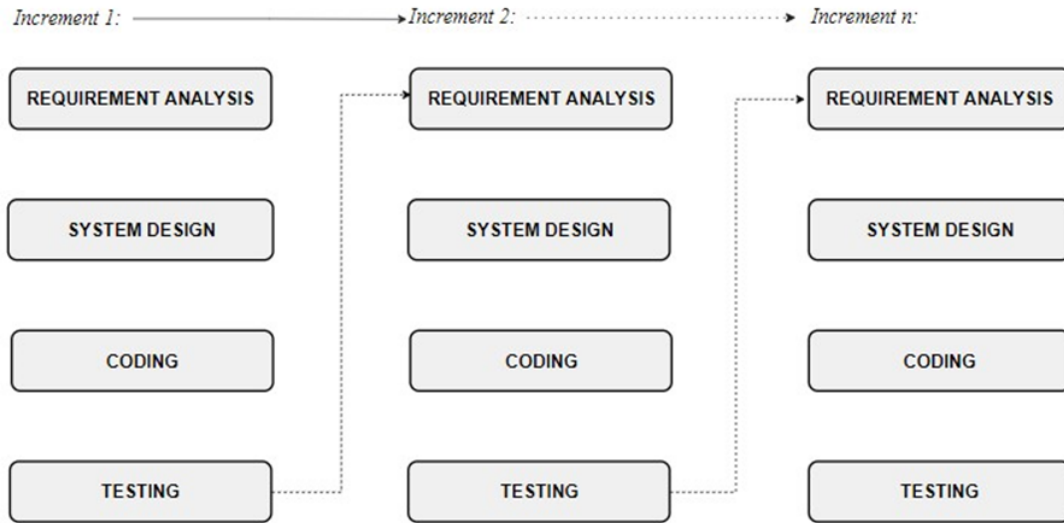 Increment 1:
Increment 2:
Increment n:
REQUIREMENT ANALYSIS
REQUIREMENT ANALYSIS
REQUIREMENT ANALYSIS
SYSTEM DESIGN
SYSTEM DESIGN
SYSTEM DESIGN
CODING
CODING
CODING
TESTING
TESTING
TESTING